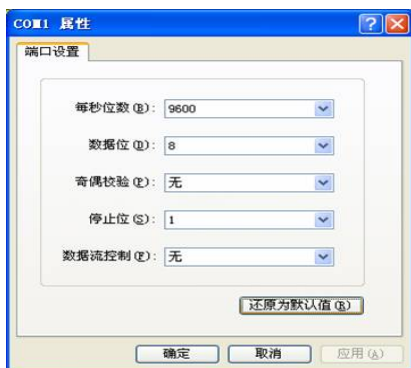 COM1 属性
端口设置
每秒位数(B): 9600
数据位(D): 8
奇偶校验(P): 无
停止位(S): 1
数据流控制(F): 无
还原为默认值(R)
确定 取消 应用(A)